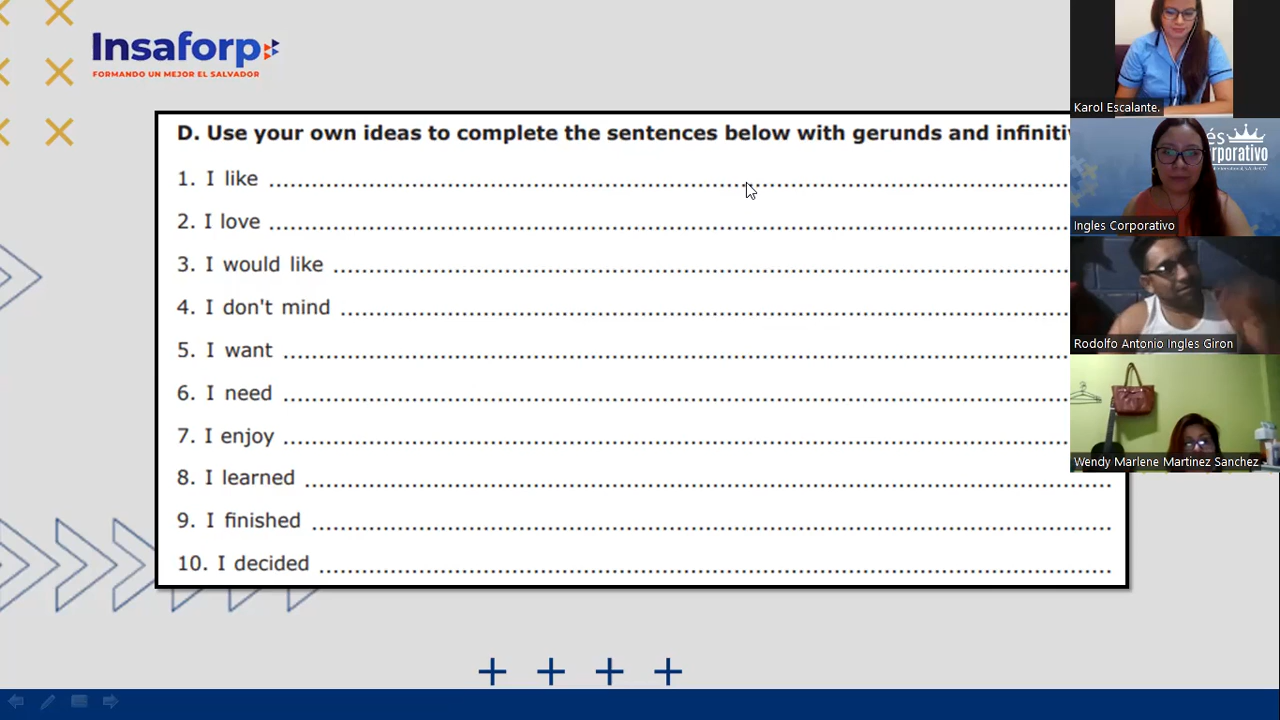 Insaforp
FORMANDO UN MEJOR EL SALVADOR
D. Use your own ideas to complete the sentences below with gerunds and infiniti
1. I like ........................................
2. I love ........................................
3. I would like ........................................
4. I don't mind ........................................
5. I want ........................................
6. I need ........................................
7. I enjoy ........................................
8. I learned ........................................
9. I finished ........................................
10. I decided ........................................
Karol Escalante.
és
rporativo
Ingles Corporativo
Rodolfo Antonio Ingles Giron
Wendy Marlene Martinez Sanchez